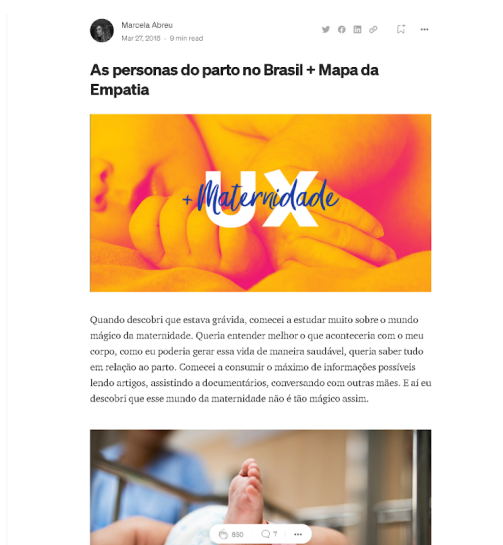 Marcela Abreu
Mar 27, 2018 · 9 min read
As personas do parto no Brasil + Mapa da
Empatia
UX
+ Maternidade
Quando descobri que estava grávida, comecei a estudar muito sobre o mundo
mágico da maternidade. Queria entender melhor o que aconteceria com o meu
corpo, como eu poderia gerar essa vida de maneira saudável, queria saber tudo
em relação ao parto. Comecei a consumir o máximo de informações possíveis
lendo artigos, assistindo a documentários, conversando com outras mães. E aí eu
descobri que esse mundo da maternidade não é tão mágico assim.
830
7